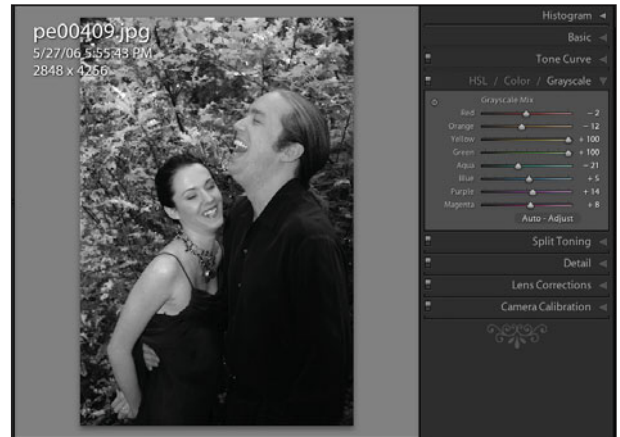 pe00409.jpg
5/27/06 5:55:43 PM
2848 x 4256
Histogram
Basic
Tone Curve
HSL / Color / Grayscale
Grayscale Mix
Red - 2
Orange - 12
Yellow + 100
Green + 100
Aqua - 21
Blue + 5
Purple + 14
Magenta + 8
Auto - Adjust
Split Toning
Detail
Lens Corrections
Camera Calibration